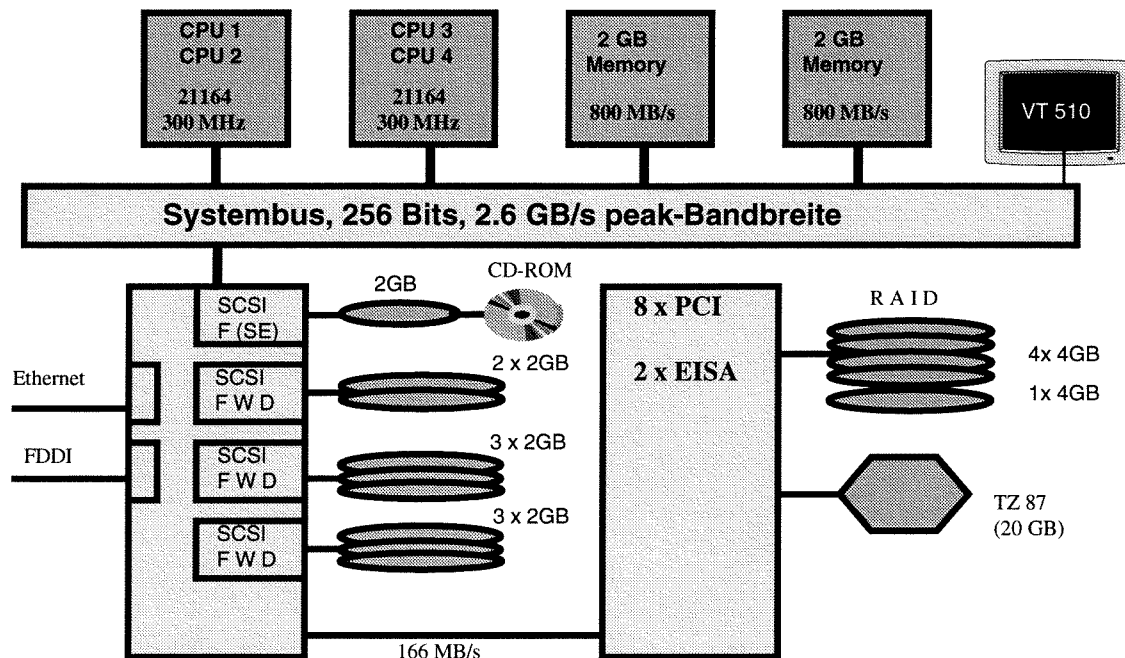 CPU 1
CPU 2
21164
300 MHz
CPU 3
CPU 4
21164
300 MHz
2 GB
Memory
800 MB/s
2 GB
Memory
800 MB/s
VT 510
Systembus, 256 Bits, 2.6 GB/s peak-Bandbreite
SCSI
F (SE)
2GB
CD-ROM
Ethernet
SCSI
F W D
2 x 2GB
FDDI
SCSI
F W D
3 x 2GB
SCSI
F W D
3 x 2GB
166 MB/s
8 x PCI
2 x EISA
R A I D
4x 4GB
1x 4GB
TZ 87
(20 GB)